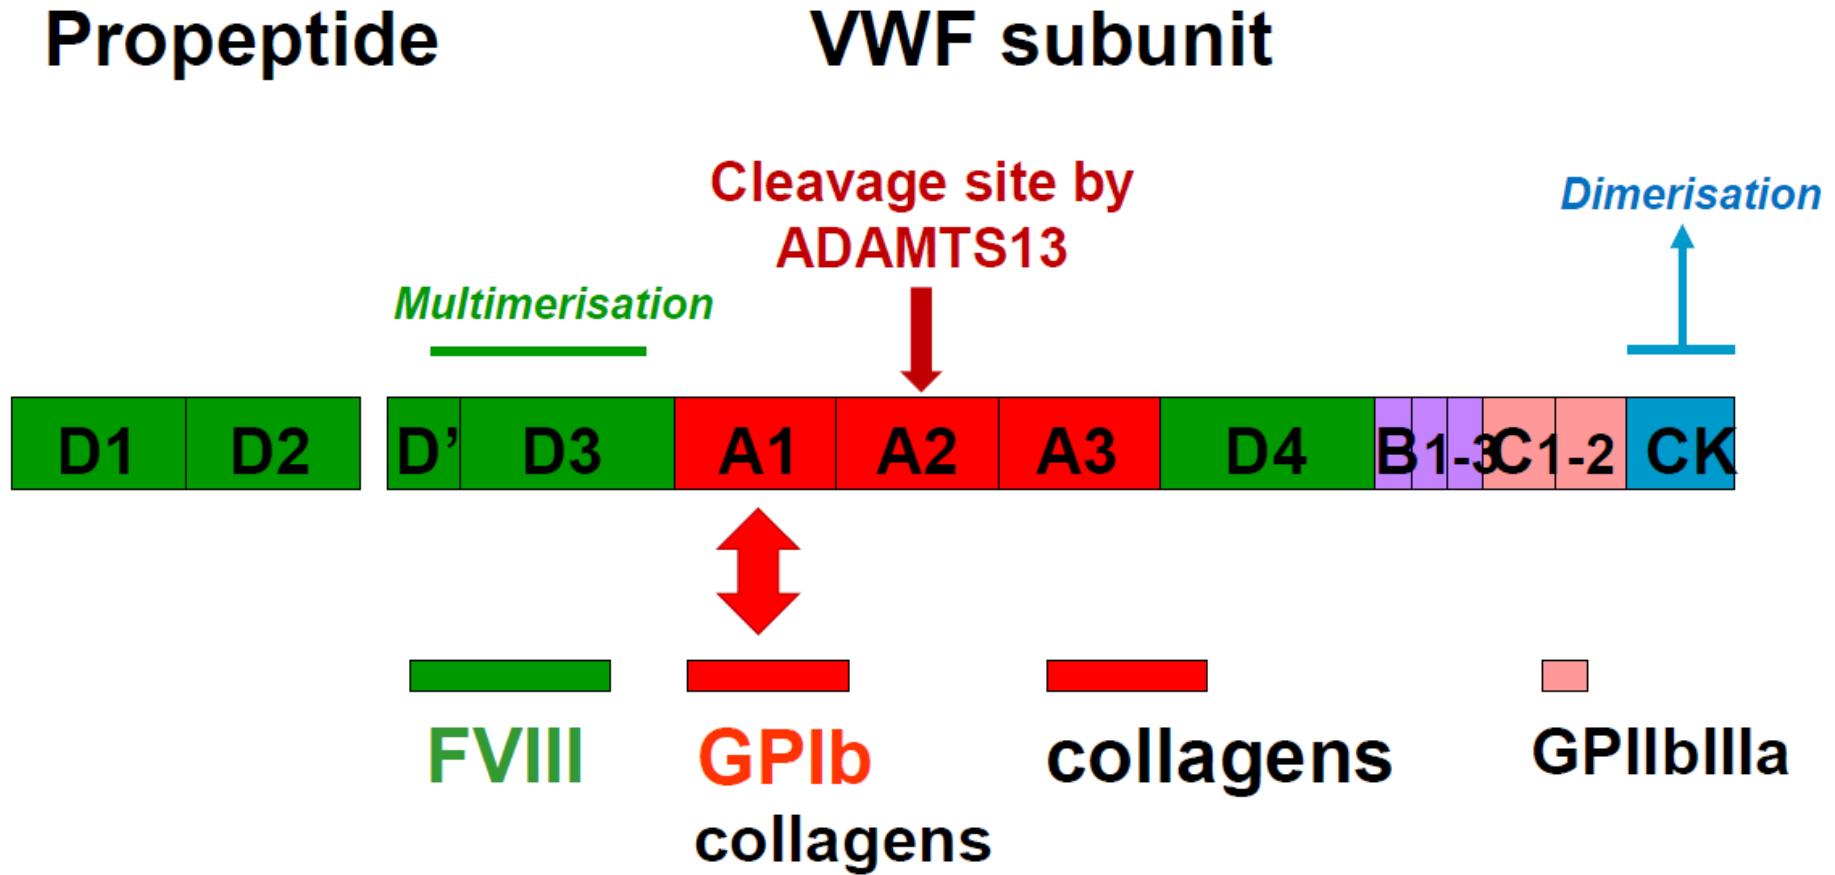 Propeptide VWF subunit
Cleavage site by
ADAMTS13
Dimerisation
Multimerisation
D1 D2 D' D3 A1 A2 A3 D4 B1-3 C1-2 CK
FVIII GPIb collagens GPIIbIIIa
collagens